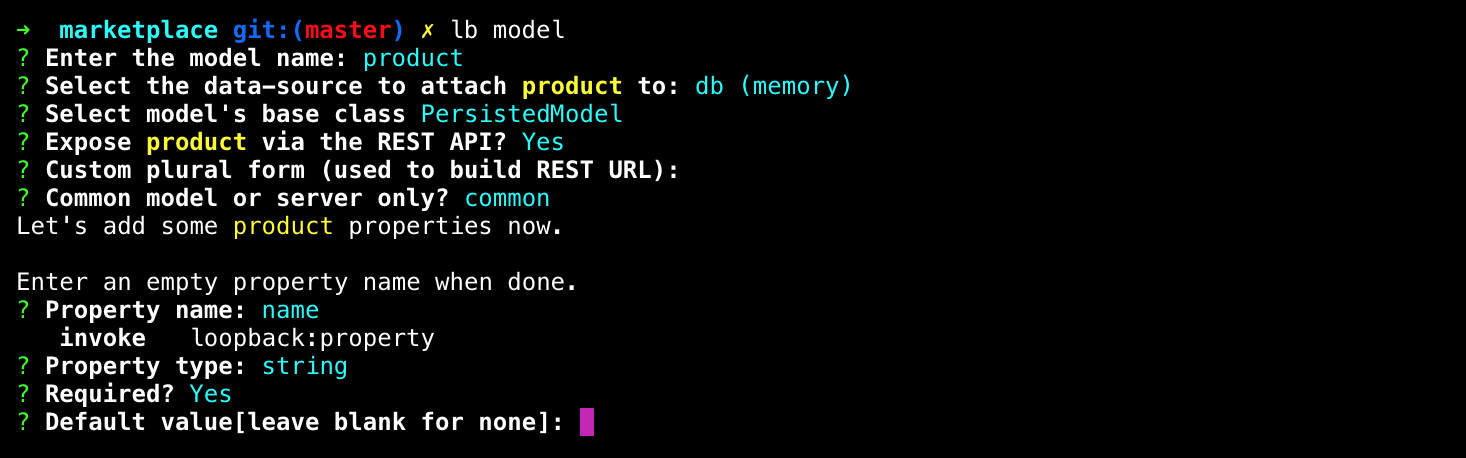 ➜  marketplace git:(master) ✗ lb model
? Enter the model name: product
? Select the data-source to attach product to: db (memory)
? Select model's base class PersistedModel
? Expose product via the REST API? Yes
? Custom plural form (used to build REST URL):
? Common model or server only? common
Let's add some product properties now.
Enter an empty property name when done.
? Property name: name
   invoke   loopback:property
? Property type: string
? Required? Yes
? Default value[leave blank for none]: